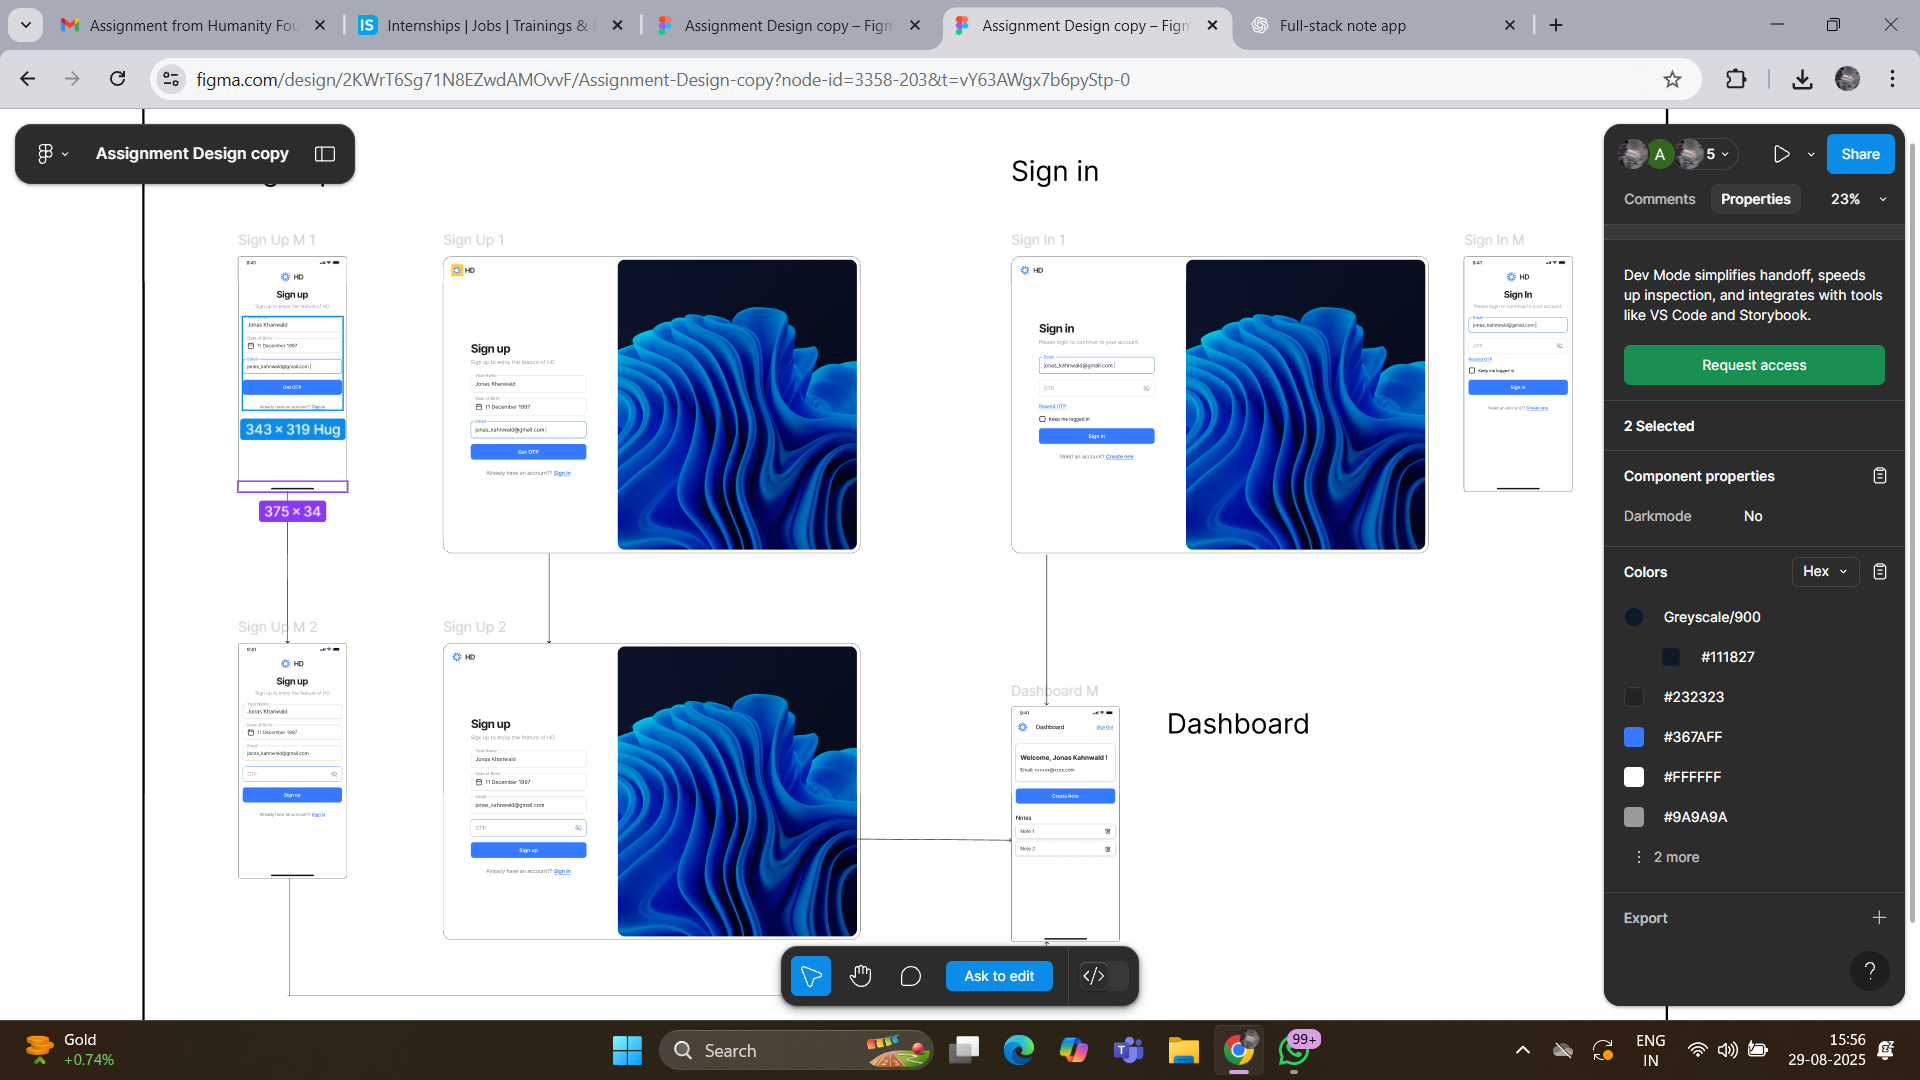 Assignment from Humanity Fou
Internships | Jobs | Trainings &
Assignment Design copy – Figm
Assignment Design copy – Figm
Full-stack note app
figma.com/design/2KWrT6Sg71N8EZwdAMOvvF/Assignment-Design-copy?node-id=3358-203&t=vY63AWgx7b6pyStp-0
Assignment Design copy
Sign in
Sign Up M 1
9:41
HD
Sign up
Sign up to enjoy the feature of HD
Jonas Khanwald
Date of Birth
11 December 1997
Email
jonas_kahnwald@gmail.com
Get OTP
Already have an account?? Sign in
343 × 319 Hug
375 × 34
Sign Up 1
HD
Sign up
Sign up to enjoy the feature of HD
Your Name
Jonas Khanwald
Date of Birth
11 December 1997
Email
jonas_kahnwald@gmail.com
Get OTP
Already have an account?? Sign in
Sign In 1
HD
Sign in
Please login to continue to your account.
Email
jonas_kahnwald@gmail.com
OTP
Resend OTP
Keep me logged in
Sign in
Need an account? Create one
Sign In M
9:41
HD
Sign In
Please login to continue to your account.
Email
jonas_kahnwald@gmail.com
OTP
Resend OTP
Keep me logged in
Sign in
Need an account? Create one
Sign Up M 2
9:41
HD
Sign up
Sign up to enjoy the feature of HD
Your Name
Jonas Khanwald
Date of Birth
11 December 1997
Email
jonas_kahnwald@gmail.com
OTP
Sign up
Already have an account?? Sign in
Sign Up 2
HD
Sign up
Sign up to enjoy the feature of HD
Your Name
Jonas Khanwald
Date of Birth
11 December 1997
Email
jonas_kahnwald@gmail.com
OTP
Sign up
Already have an account?? Sign in
Dashboard M
9:41
Dashboard
Sign Out
Welcome, Jonas Kahnwald !
Email: xxxxxx@xxxx.com
Create Note
Notes
Note 1
Note 2
Dashboard
Ask to edit
A
5
Share
Comments
Properties
23%
Dev Mode simplifies handoff, speeds
up inspection, and integrates with tools
like VS Code and Storybook.
Request access
2 Selected
Component properties
Darkmode
No
Colors
Hex
Greyscale/900
#111827
#232323
#367AFF
#FFFFFF
#9A9A9A
2 more
Export
?
Gold
+0.74%
Search
99+
ENG
IN
15:56
29-08-2025